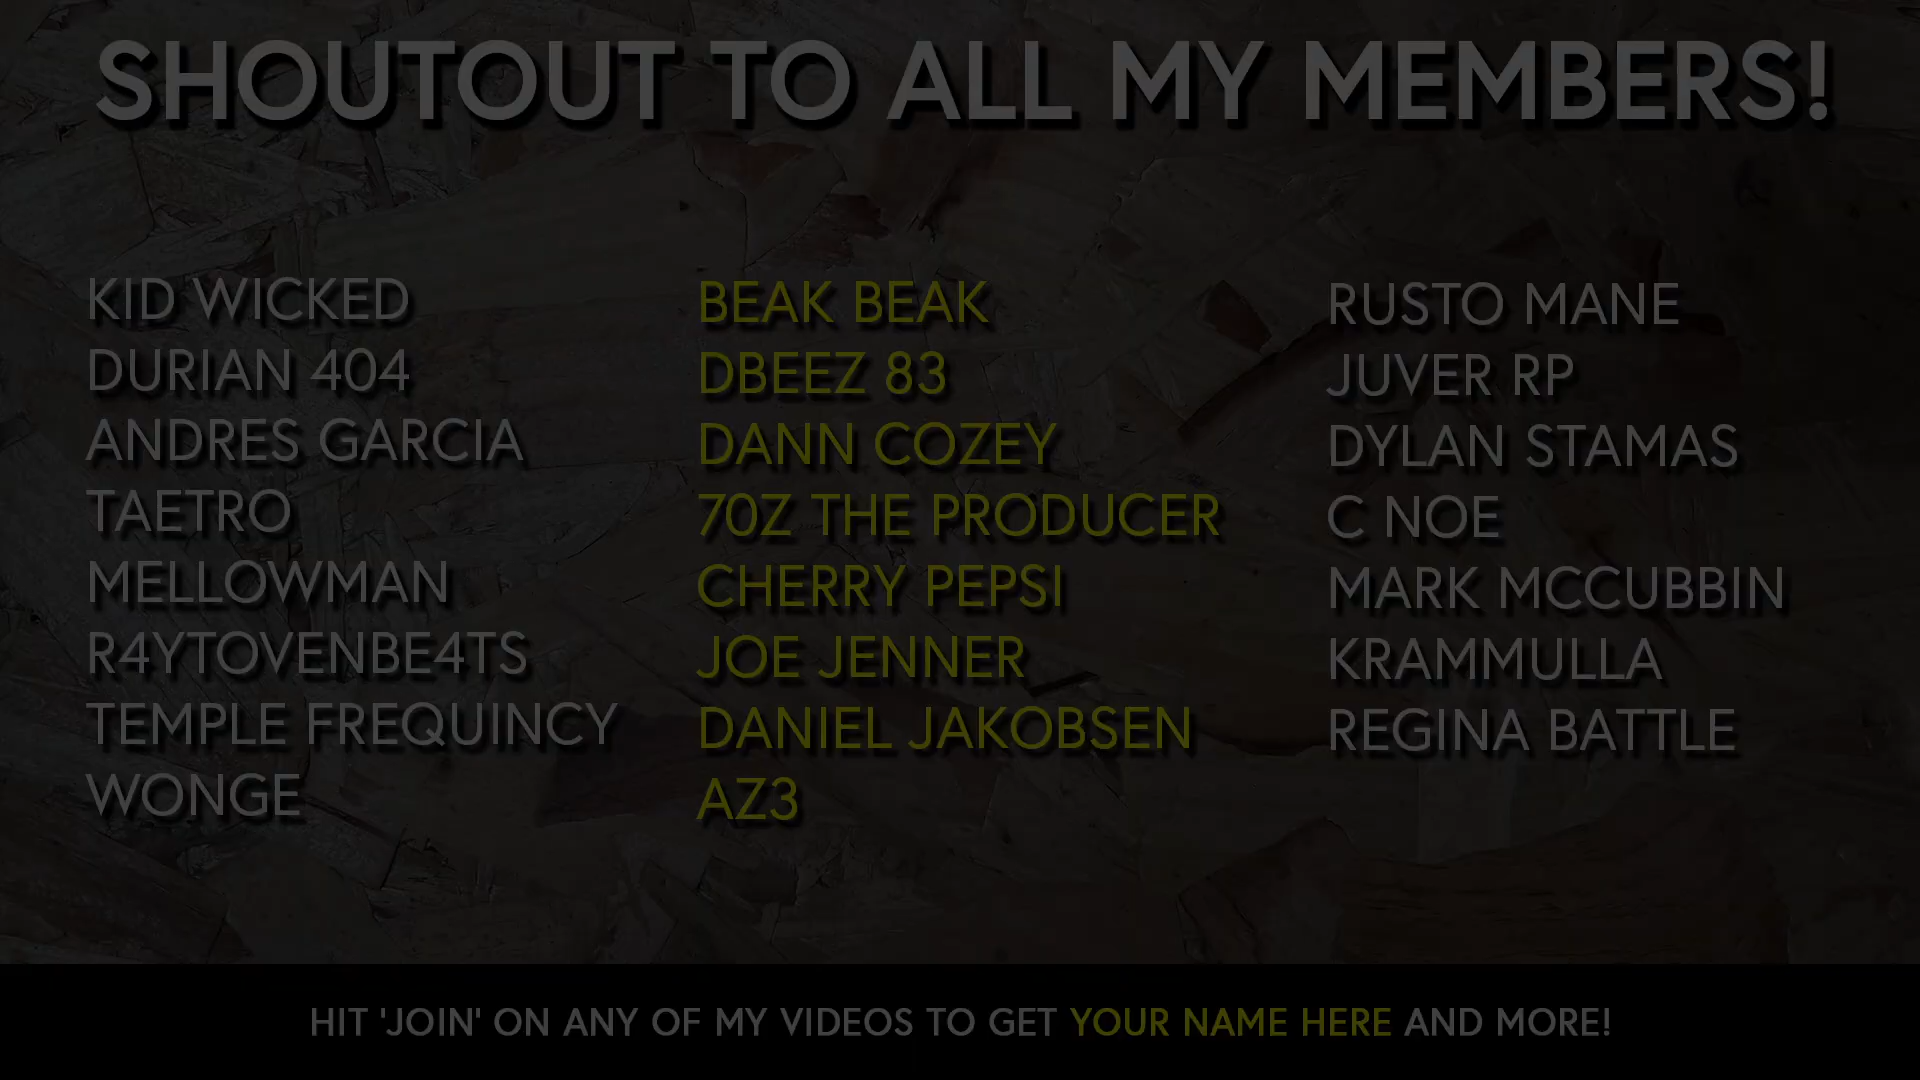 SHOUTOUT TO ALL MY MEMBERS!
KID WICKED
DURIAN 404
ANDRES GARCIA
TAETRO
MELLOWMAN
R4YTOVENBE4TS
TEMPLE FREQUINCY
WONGE
BEAK BEAK
DBEEZ 83
DANN COZEY
70Z THE PRODUCER
CHERRY PEPSI
JOE JENNER
DANIEL JAKOBSEN
AZ3
RUSTO MANE
JUVER RP
DYLAN STAMAS
C NOE
MARK MCCUBBIN
KRAMMULLA
REGINA BATTLE
HIT 'JOIN' ON ANY OF MY VIDEOS TO GET YOUR NAME HERE AND MORE!